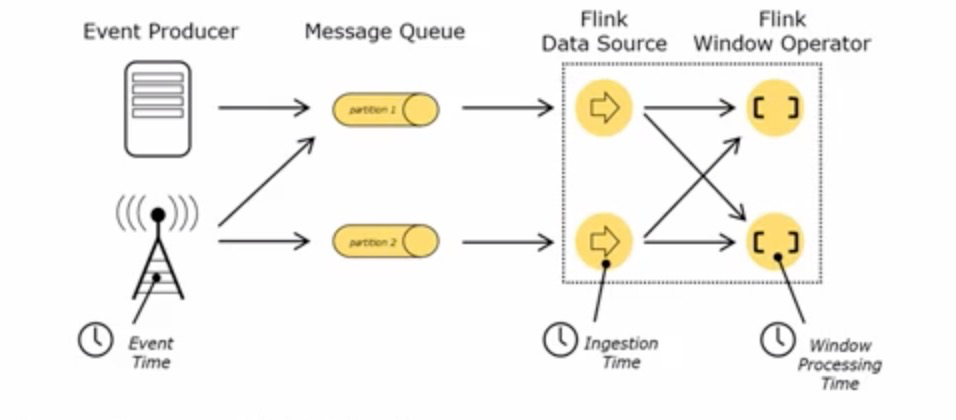 Event Producer
Message Queue
Flink
Data Source
Flink
Window Operator
partition 1
partition 2
Event
Time
Ingestion
Time
Window
Processing
Time